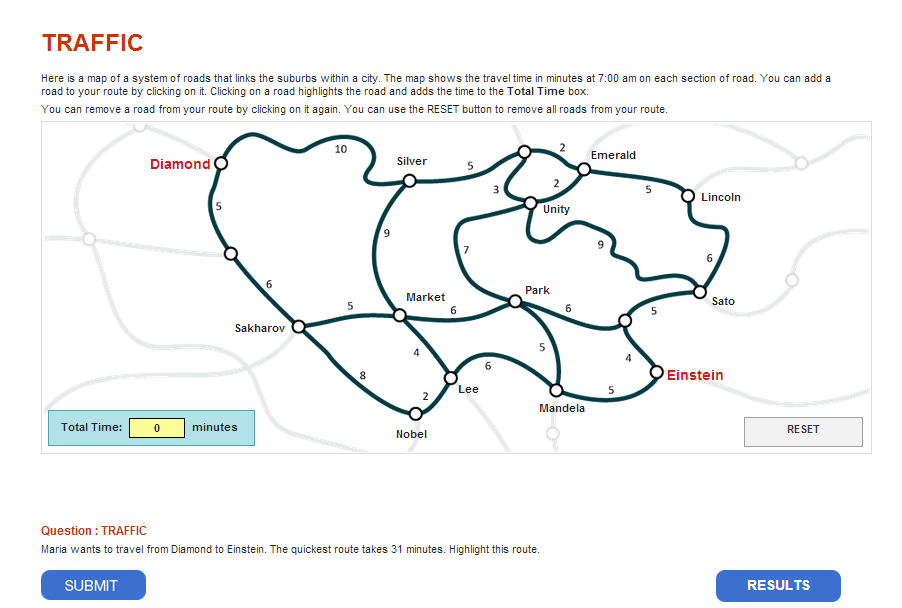 TRAFFIC
Here is a map of a system of roads that links the suburbs within a city. The map shows the travel time in minutes at 7:00 am on each section of road. You can add a
road to your route by clicking on it. Clicking on a road highlights the road and adds the time to the Total Time box.
You can remove a road from your route by clicking on it again. You can use the RESET button to remove all roads from your route.
10
2
Emerald
Diamond
Silver
5
2
3
5
Lincoln
5
Unity
9
7
9
6
6
Park
Sato
5
Market
6
6
5
Sakharov
4
5
4
6
8
Einstein
2
Lee
5
Mandela
Nobel
Total Time: 0 minutes
RESET
Question : TRAFFIC
Maria wants to travel from Diamond to Einstein. The quickest route takes 31 minutes. Highlight this route.
SUBMIT
RESULTS